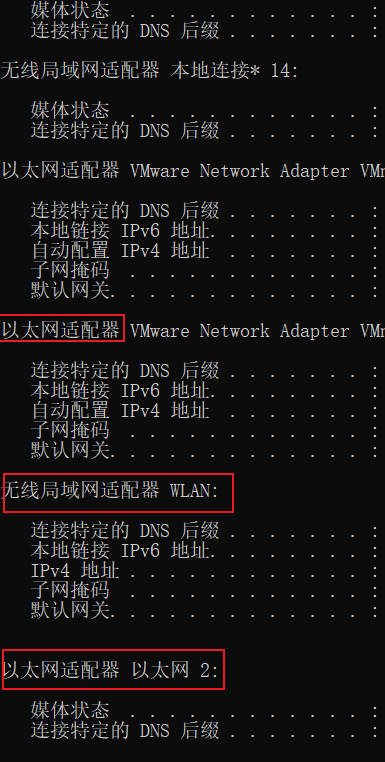 媒体状态 . . . . . . . . . . . . :
连接特定的 DNS 后缀 . . . . . . . :
无线局域网适配器 本地连接* 14:
媒体状态 . . . . . . . . . . . . :
连接特定的 DNS 后缀 . . . . . . . :
以太网适配器 VMware Network Adapter VMn
连接特定的 DNS 后缀 . . . . . . . :
本地链接 IPv6 地址. . . . . . . . :
自动配置 IPv4 地址 . . . . . . . :
子网掩码 . . . . . . . . . . . . :
默认网关. . . . . . . . . . . . . :
以太网适配器 VMware Network Adapter VMn
连接特定的 DNS 后缀 . . . . . . . :
本地链接 IPv6 地址. . . . . . . . :
自动配置 IPv4 地址 . . . . . . . :
子网掩码 . . . . . . . . . . . . :
默认网关. . . . . . . . . . . . . :
无线局域网适配器 WLAN:
连接特定的 DNS 后缀 . . . . . . . :
本地链接 IPv6 地址. . . . . . . . :
IPv4 地址 . . . . . . . . . . . . :
子网掩码 . . . . . . . . . . . . :
默认网关. . . . . . . . . . . . . :
以太网适配器 以太网 2:
媒体状态 . . . . . . . . . . . . :
连接特定的 DNS 后缀 . . . . . . . :